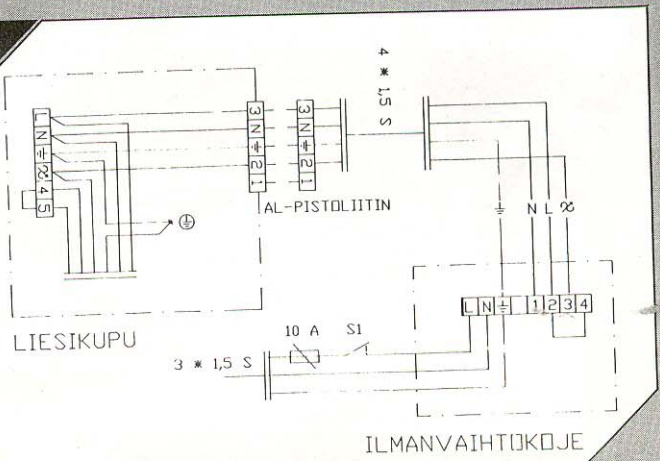 4 * 1,5 S
L N ⏚ ≈ 4 5
3 N ⏚ 2 1
3 N ⏚ 2 1
AL-PISTOLIITIN
⏚ N L ≈
LIESIKUPU
L N ⏚ 1 2 3 4
10 A S1
3 * 1,5 S
ILMANVAIHTOKOJE